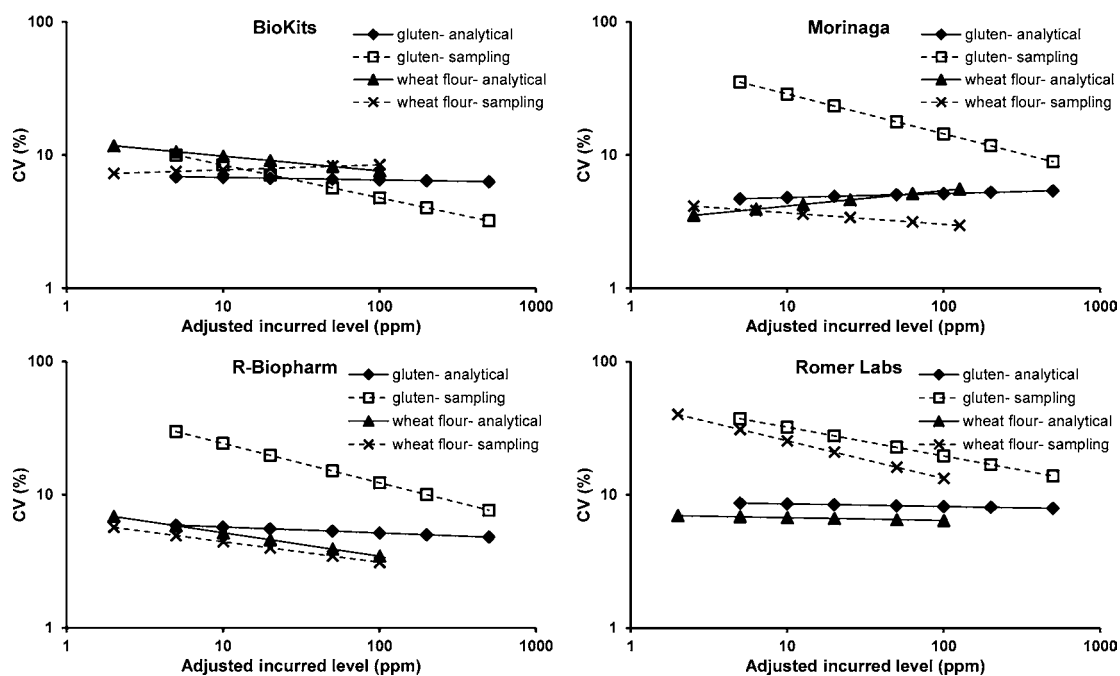 BioKits
100
10
1
CV (%)
gluten- analytical
gluten- sampling
wheat flour- analytical
wheat flour- sampling
1 10 100 1000
Adjusted incurred level (ppm)
Morinaga
100
10
1
CV (%)
gluten- analytical
gluten- sampling
wheat flour- analytical
wheat flour- sampling
1 10 100 1000
Adjusted incurred level (ppm)
R-Biopharm
100
10
1
CV (%)
gluten- analytical
gluten- sampling
wheat flour- analytical
wheat flour- sampling
1 10 100 1000
Adjusted incurred level (ppm)
Romer Labs
100
10
1
CV (%)
gluten- analytical
gluten- sampling
wheat flour- analytical
wheat flour- sampling
1 10 100 1000
Adjusted incurred level (ppm)